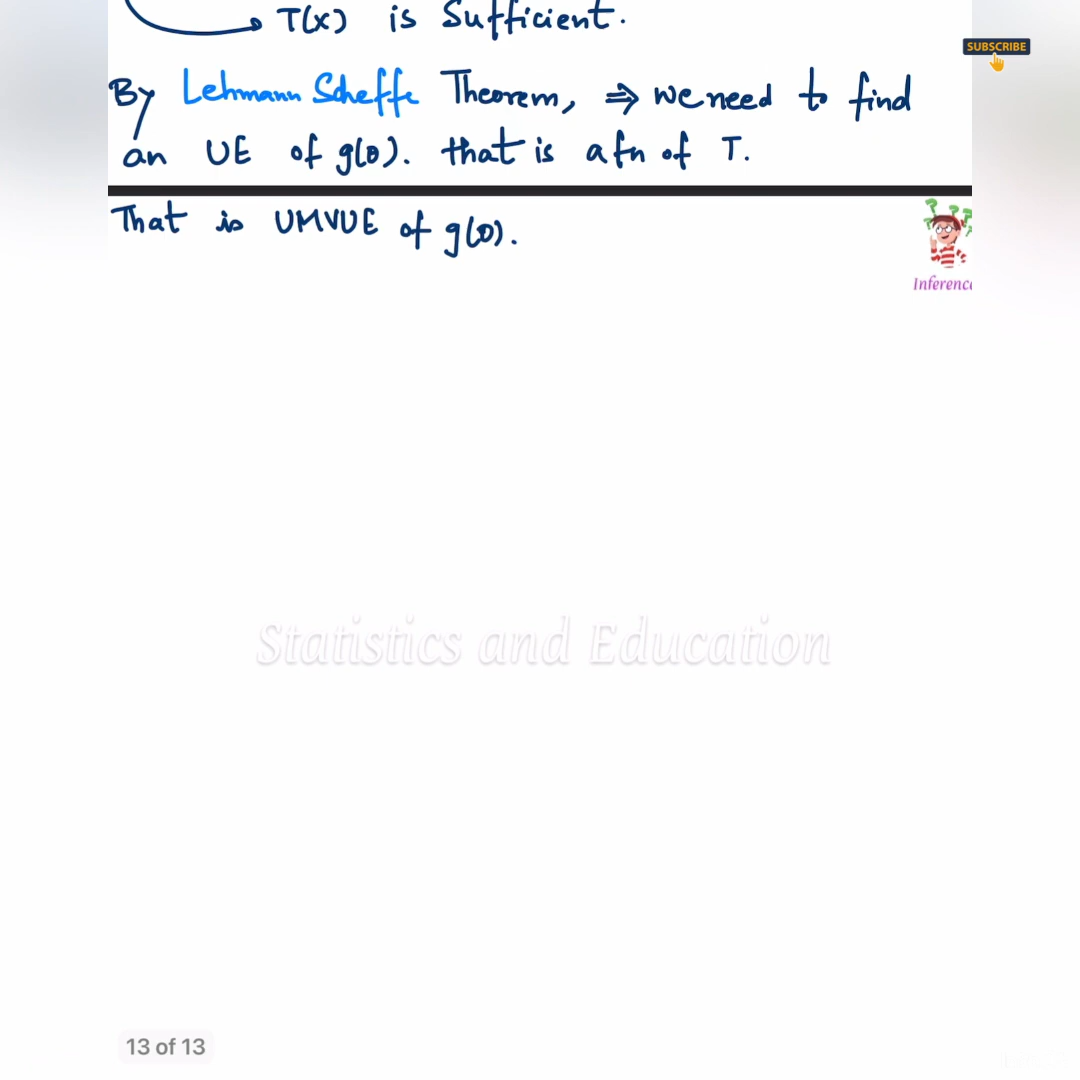 T(x) is Sufficient.
SUBSCRIBE
By Lehmann Scheffe Theorem, ⇒ we need to find
an UE of g(θ). that is a fn of T.
That is UMVUE of g(θ).
Inference
Statistics and Education
13 of 13